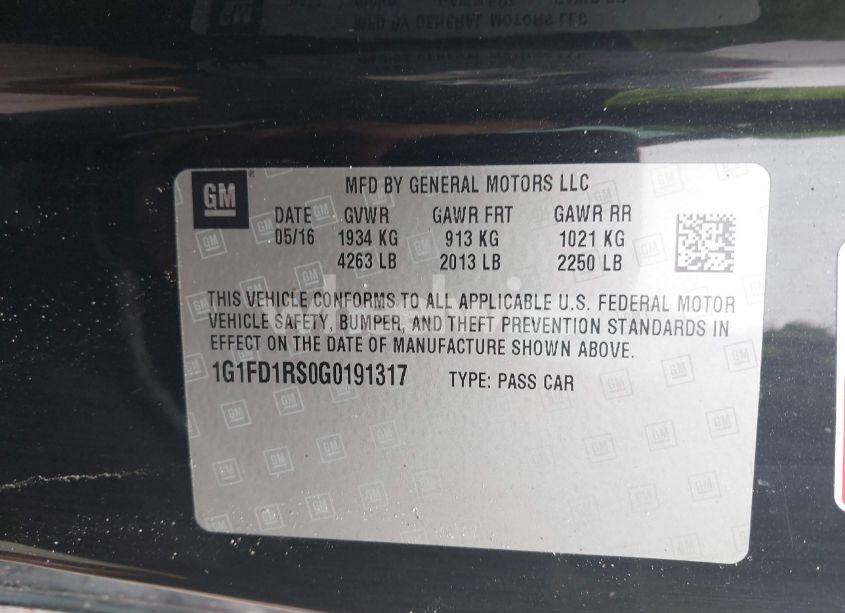 MFD BY GENERAL MOTORS LLC
GM
DATE GVWR GAWR FRT GAWR RR
05/16 1934 KG 913 KG 1021 KG
4263 LB 2013 LB 2250 LB
THIS VEHICLE CONFORMS TO ALL APPLICABLE U.S. FEDERAL MOTOR
VEHICLE SAFETY, BUMPER, AND THEFT PREVENTION STANDARDS IN
EFFECT ON THE DATE OF MANUFACTURE SHOWN ABOVE.
1G1FD1RS0G0191317 TYPE: PASS CAR